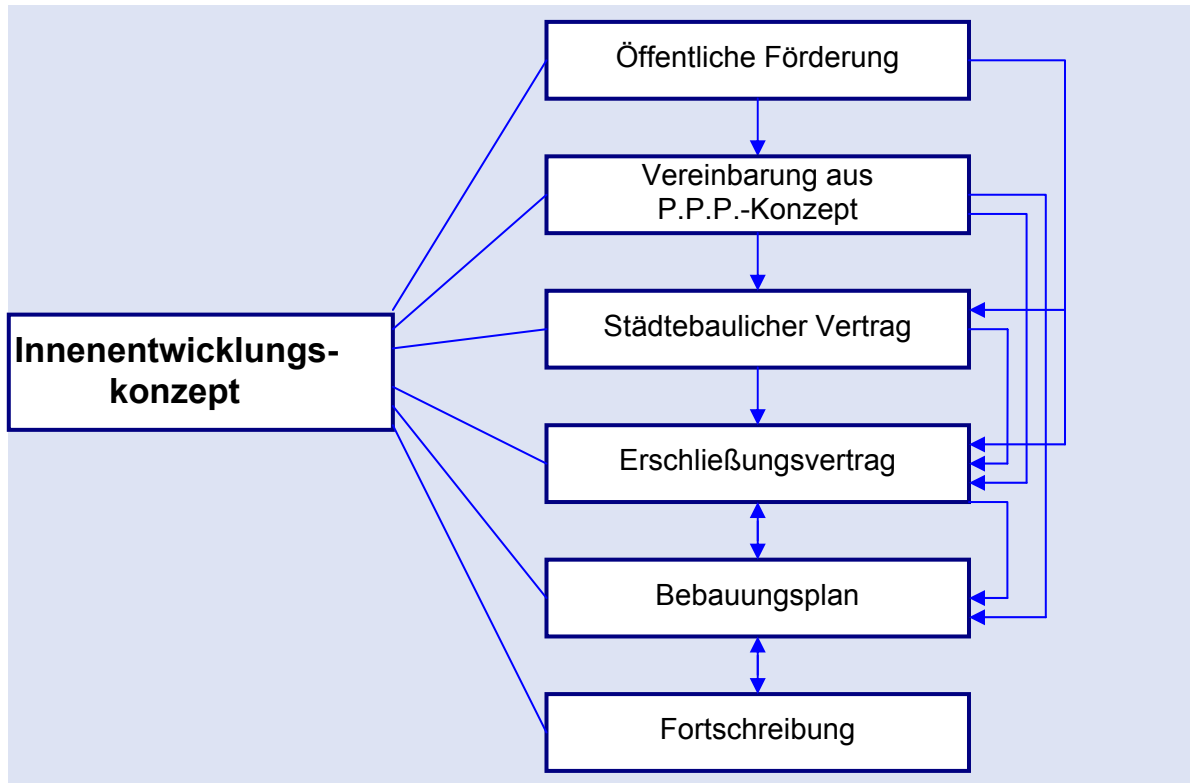 Öffentliche Förderung
Vereinbarung aus
P.P.P.-Konzept
Städtebaulicher Vertrag
Innenentwicklungs-
konzept
Erschließungsvertrag
Bebauungsplan
Fortschreibung